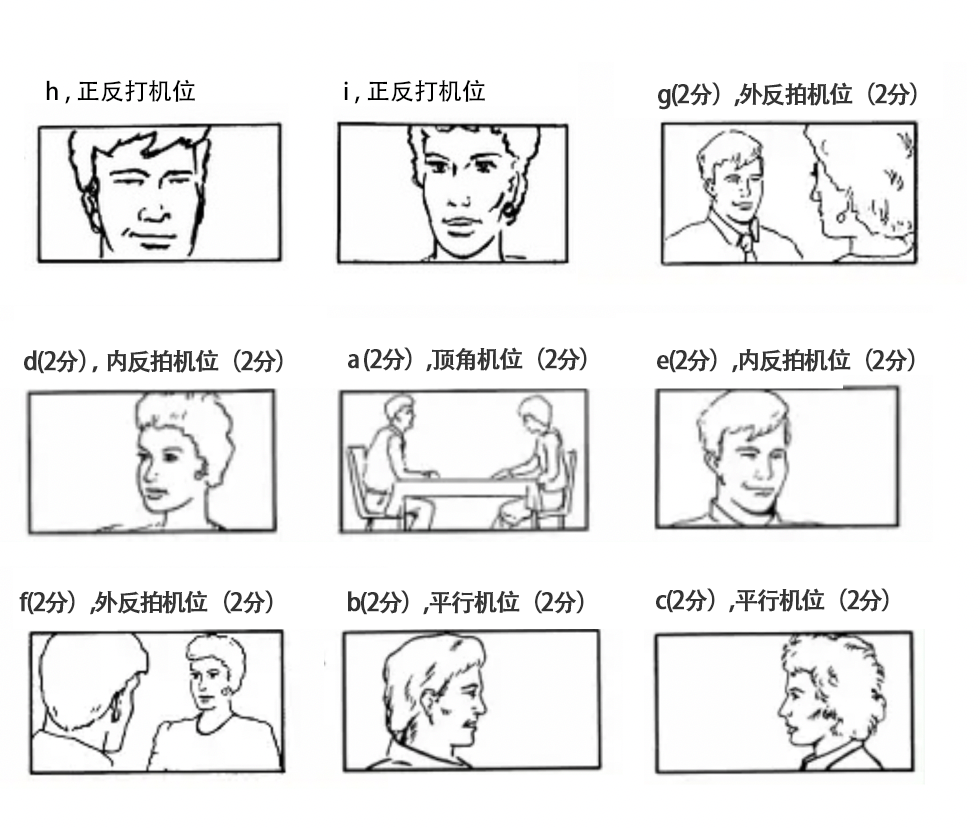 h , 正反打机位
i , 正反打机位
g(2分）,外反拍机位（2分）
d(2分）, 内反拍机位（2分）
a (2分）,顶角机位（2分）
e(2分）,内反拍机位（2分）
f(2分）,外反拍机位（2分）
b(2分）,平行机位（2分）
c(2分）,平行机位（2分）